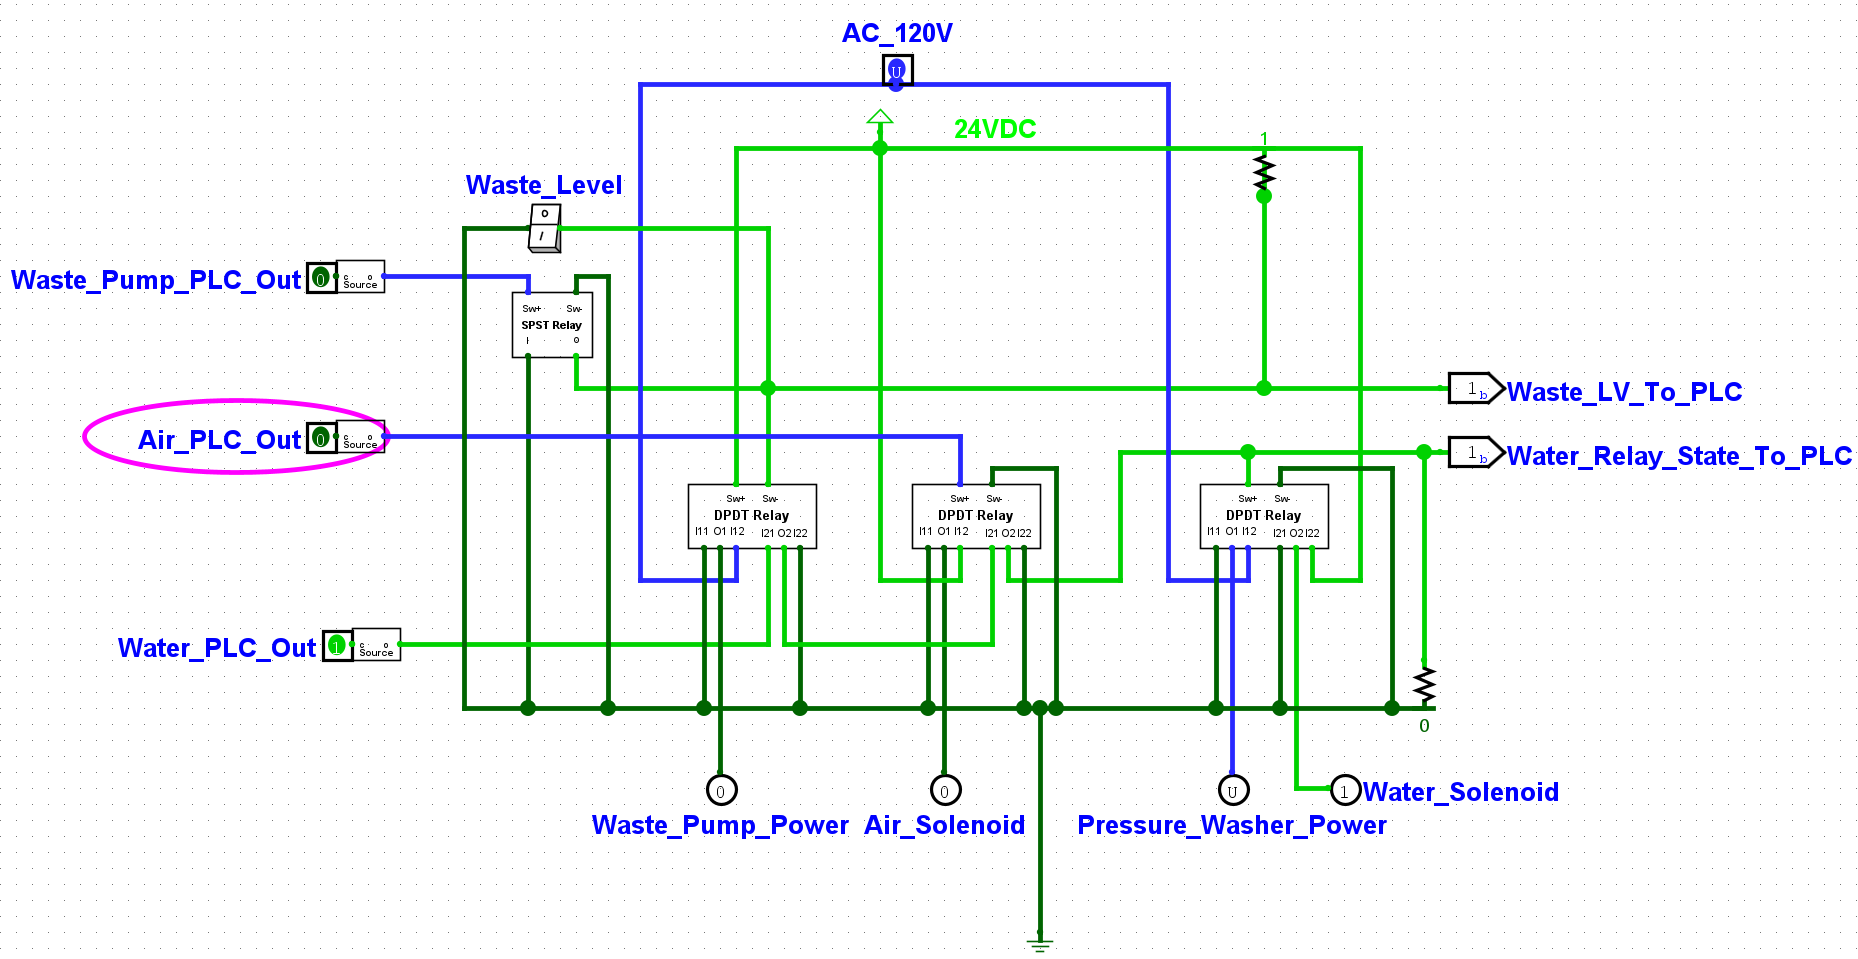 AC_120V
U
24VDC
1
Waste_Level
0
/
Waste_Pump_PLC_Out
0
c o
Source
Sw+ Sw-
SPST Relay
I O
1 b
Waste_LV_To_PLC
Air_PLC_Out
0
c o
Source
1 b
Water_Relay_State_To_PLC
Sw+ Sw-
DPDT Relay
I11 O1 I12 I21 O2 I22
Sw+ Sw-
DPDT Relay
I11 O1 I12 I21 O2 I22
Sw+ Sw-
DPDT Relay
I11 O1 I12 I21 O2 I22
Water_PLC_Out
1
c o
Source
0
0
0
U
1
Water_Solenoid
Waste_Pump_Power
Air_Solenoid
Pressure_Washer_Power